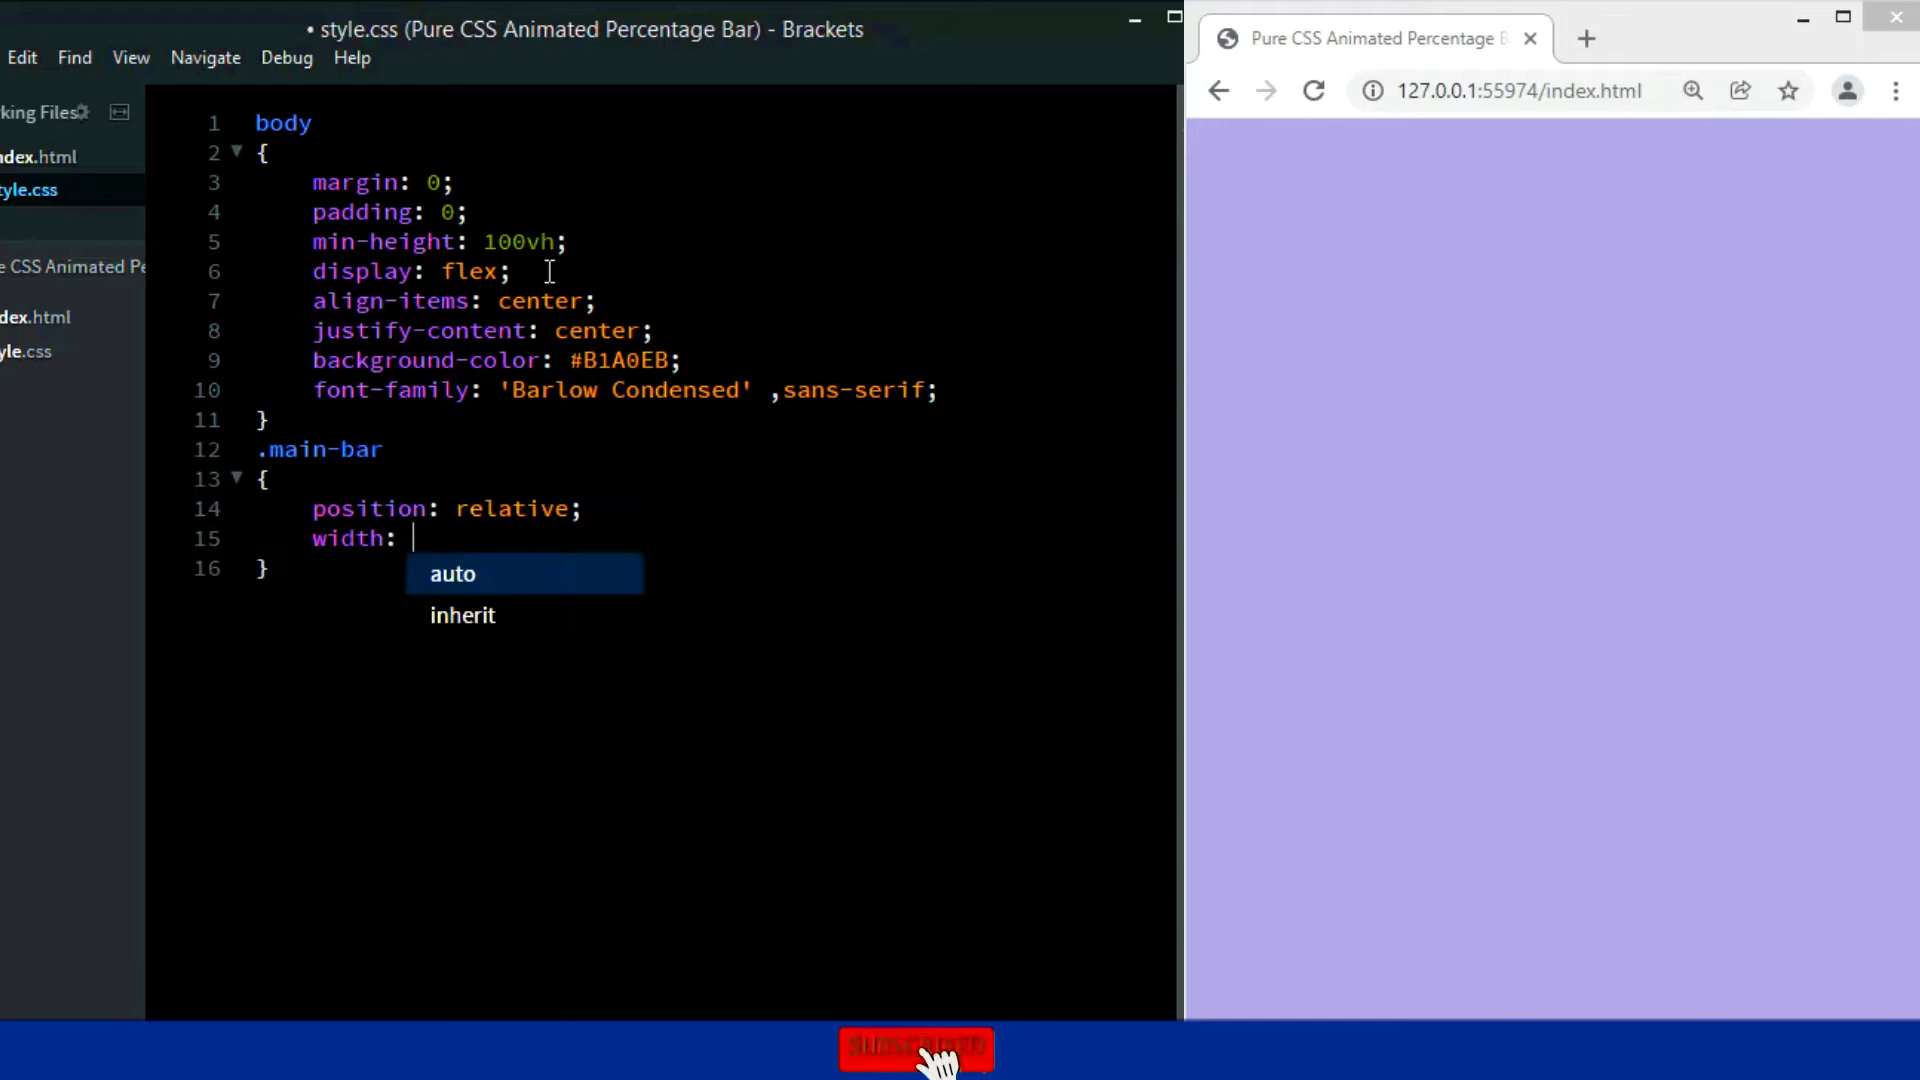 • style.css (Pure CSS Animated Percentage Bar) - Brackets
Edit Find View Navigate Debug Help
king Files
ndex.html
tyle.css
e CSS Animated Pe
dex.html
yle.css
1 body
2 {
3 margin: 0;
4 padding: 0;
5 min-height: 100vh;
6 display: flex;
7 align-items: center;
8 justify-content: center;
9 background-color: #B1A0EB;
10 font-family: 'Barlow Condensed' ,sans-serif;
11 }
12 .main-bar
13 {
14 position: relative;
15 width:
16 }
auto
inherit
Pure CSS Animated Percentage B
127.0.0.1:55974/index.html